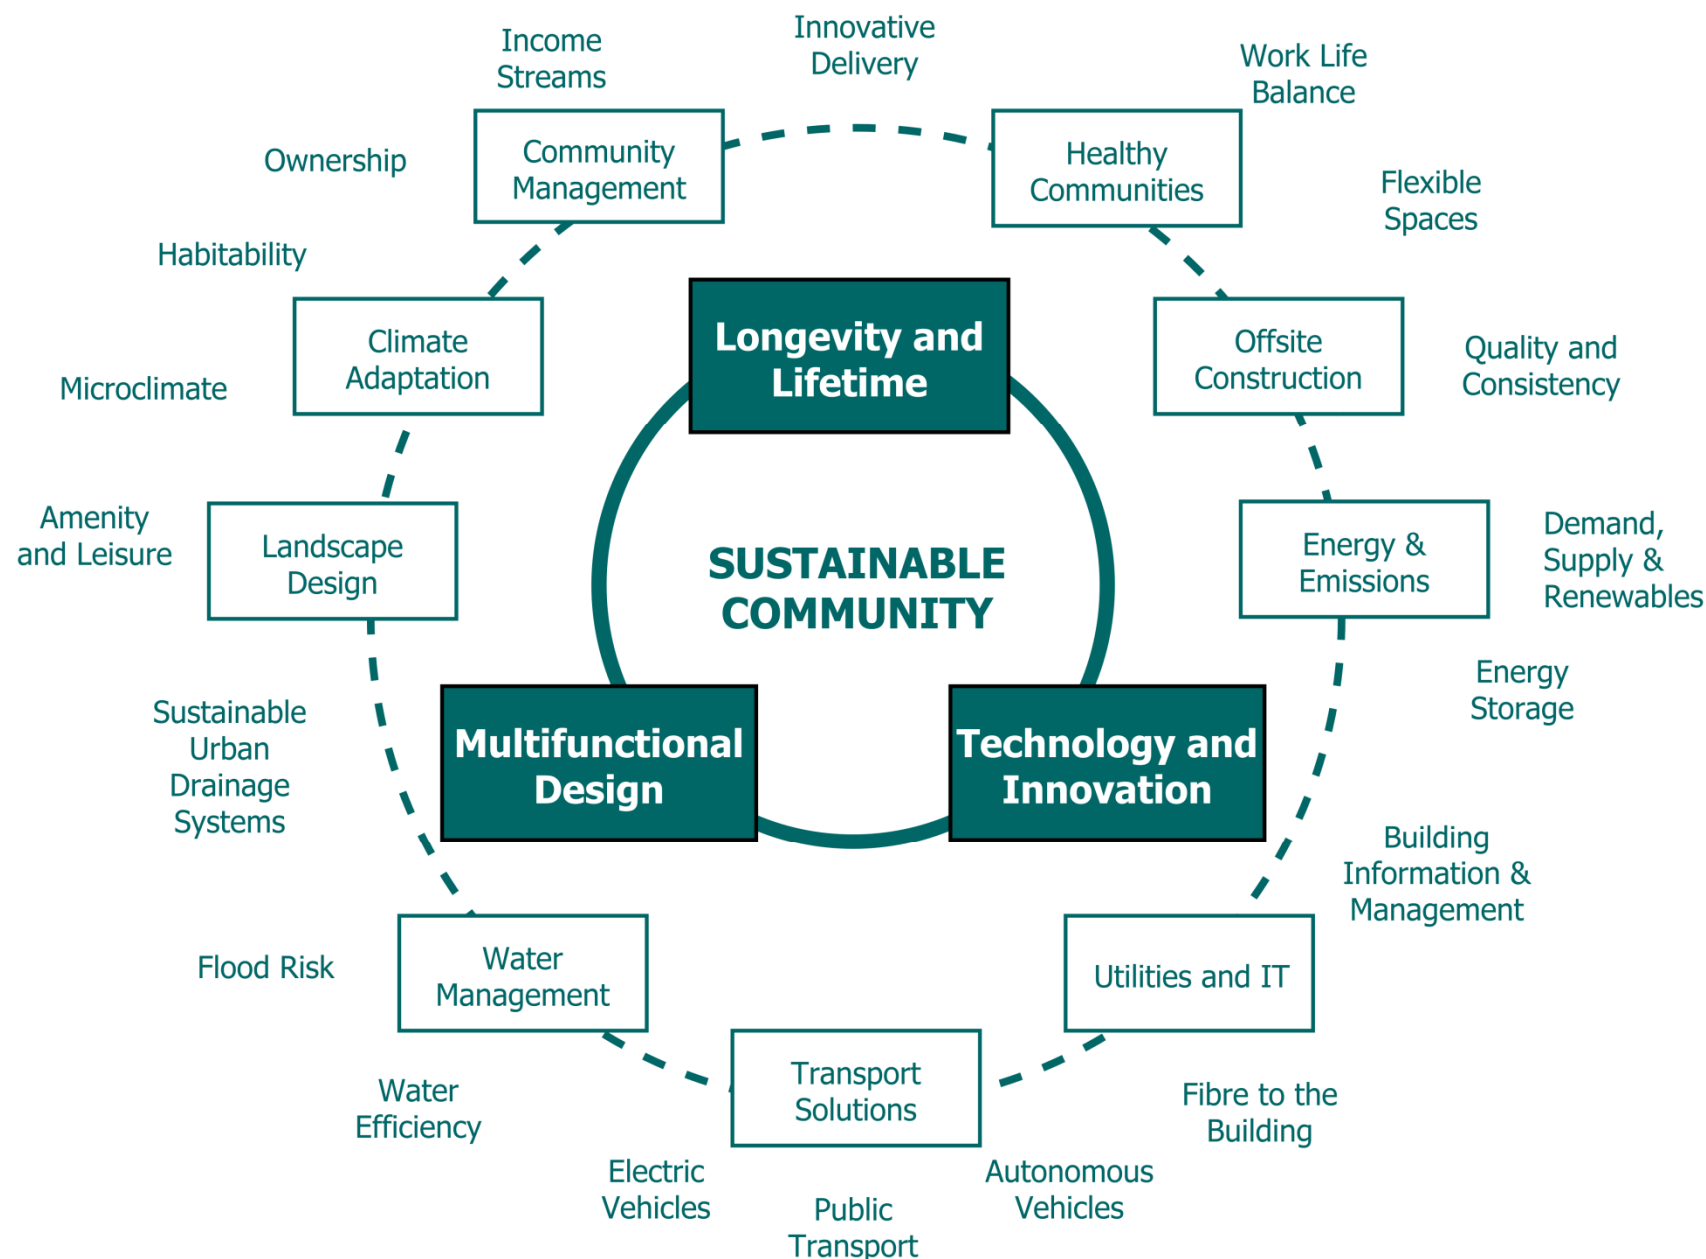 Innovative
Delivery
Income
Streams
Work Life
Balance
Community
Management
Healthy
Communities
Ownership
Flexible
Spaces
Habitability
Climate
Adaptation
Longevity and
Lifetime
Offsite
Construction
Quality and
Consistency
Microclimate
Amenity
and Leisure
Landscape
Design
SUSTAINABLE
COMMUNITY
Energy &
Emissions
Demand,
Supply &
Renewables
Energy
Storage
Sustainable
Urban
Drainage
Systems
Multifunctional
Design
Technology and
Innovation
Building
Information &
Management
Flood Risk
Water
Management
Utilities and IT
Transport
Solutions
Water
Efficiency
Fibre to the
Building
Electric
Vehicles
Public
Transport
Autonomous
Vehicles